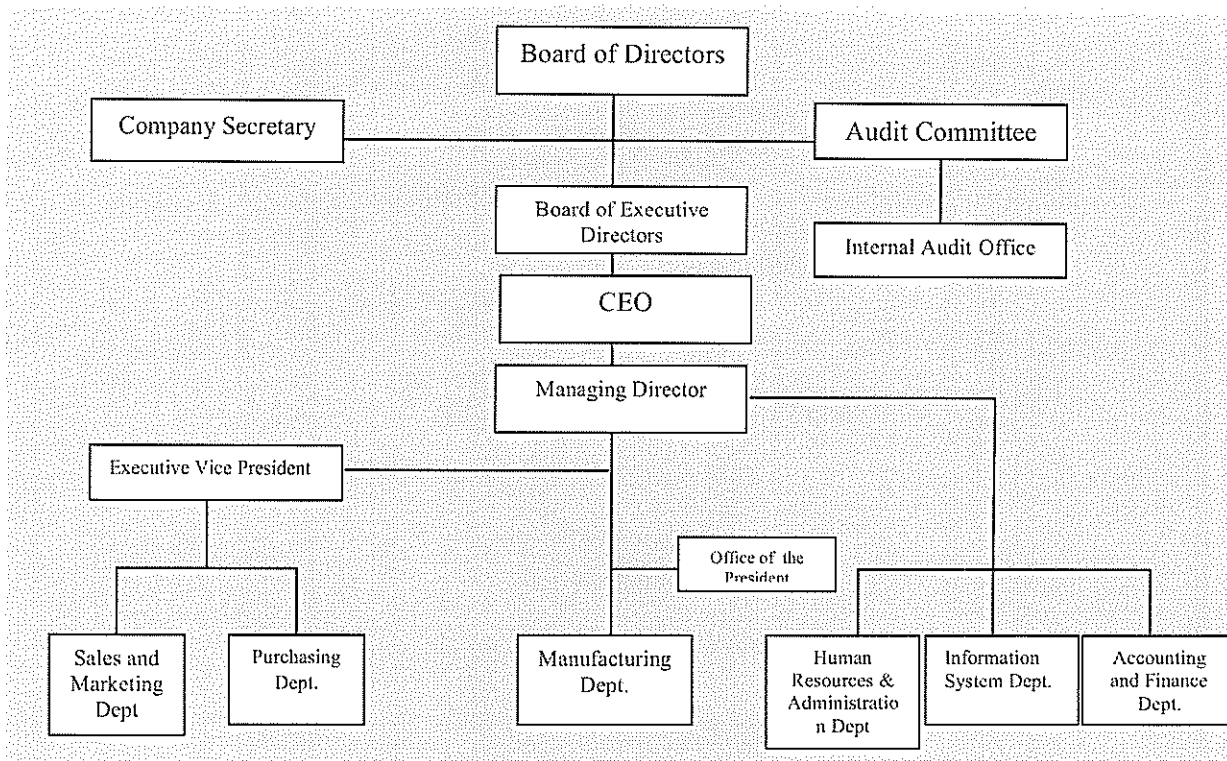 Board of Directors
Company Secretary
Audit Committee
Board of Executive
Directors
Internal Audit Office
CEO
Managing Director
Executive Vice President
Office of the
President
Sales and
Marketing
Dept
Purchasing
Dept.
Manufacturing
Dept.
Human
Resources &
Administratio
n Dept
Information
System Dept.
Accounting
and Finance
Dept.